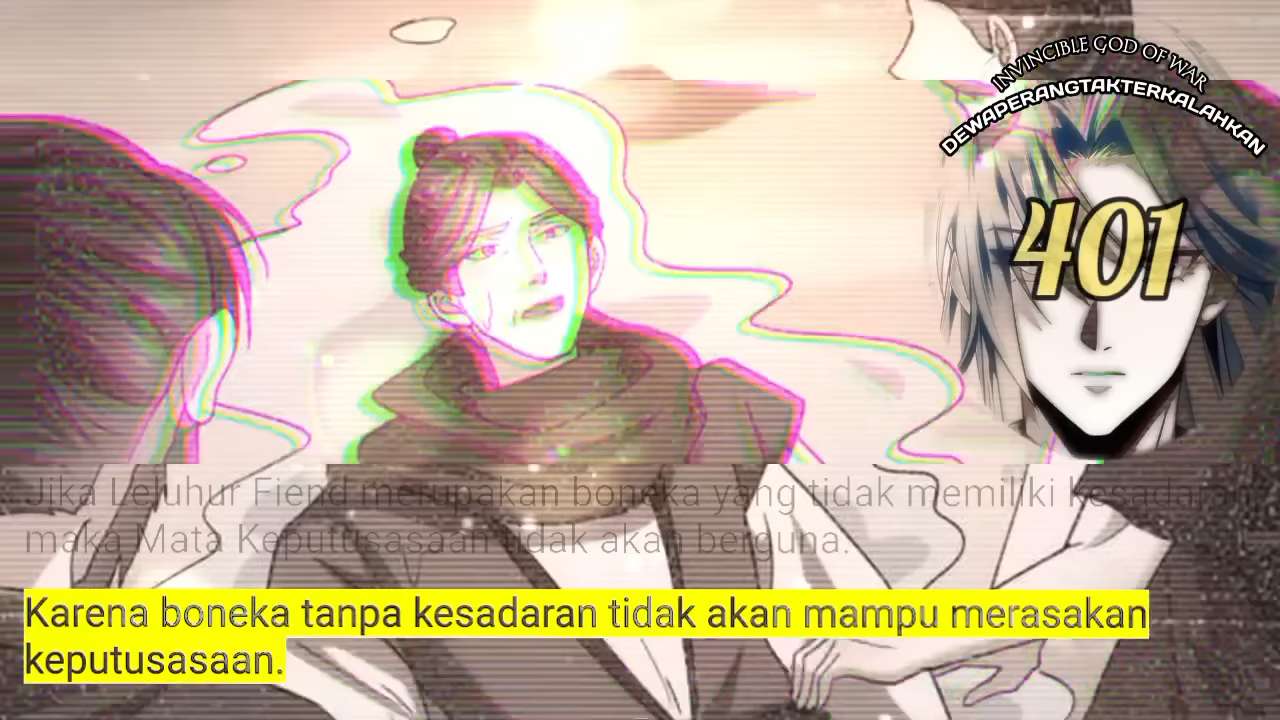 INVINCIBLE GOD OF WAR
DEWAPERANGTAKTERKALAHKAN
401
Jika Leluhur Fiend merupakan boneka yang tidak memiliki kesadaran
maka Mata Keputusasaan tidak akan berguna.
Karena boneka tanpa kesadaran tidak akan mampu merasakan
keputusasaan.